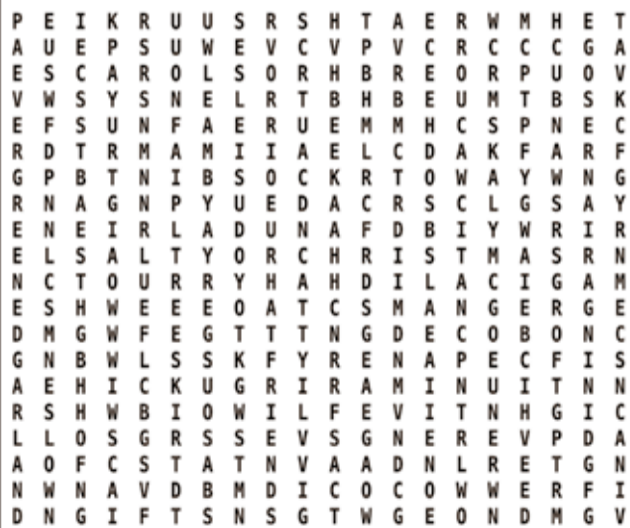 P E I K R U U S R S H T A E R W M H E T
A U E P S U W E V C V P V C R C C C G A
E S C A R O L S O R H B R E O R P U O V
V W S Y S N E L R T B H B E U M T B S K
E F S U N F A E R U E M M H C S P N E C
R D T R M A M I I A E L C D A K F A R F
G P B T N I B S O C K R T O W A Y W N G
R N A G N P Y U E D A C R S C L G S A Y
E N E I R L A D U N A F D B I Y W R I R
E L S A L T Y O R C H R I S T M A S R N
N C T O U R R Y H A H D I L A C I G A M
E S H W E E E O A T C S M A N G E R G E
D M G W F E G T T T N G D E C O B O N C
G N B W L S S K F Y R E N A P E C F I S
A E H I C K U G R I R A M I N U I T N N
R S H W B I O W I L F E V I T N H G I C
L L O S G R S S E V S G N E R E V P D A
A O F C S T A T N V A A D N L R E T G N
N W N A V D B M D I C O C O W W E R F I
D N G I F T S N S G T W G E O N D M G V